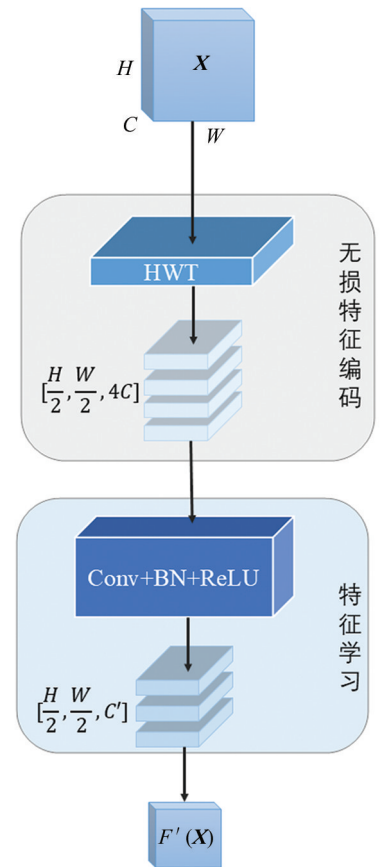 H
X
C
W
HWT
无损特征编码
[H/2, W/2, 4C]
Conv+BN+ReLU
特征学习
[H/2, W/2, C′]
F′(X)